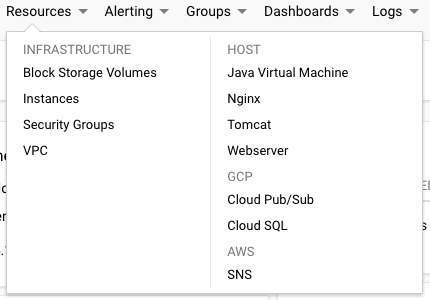 Resources Alerting Groups Dashboards Logs
INFRASTRUCTURE
Block Storage Volumes
Instances
Security Groups
VPC
HOST
Java Virtual Machine
Nginx
Tomcat
Webserver
GCP
Cloud Pub/Sub
Cloud SQL
AWS
SNS